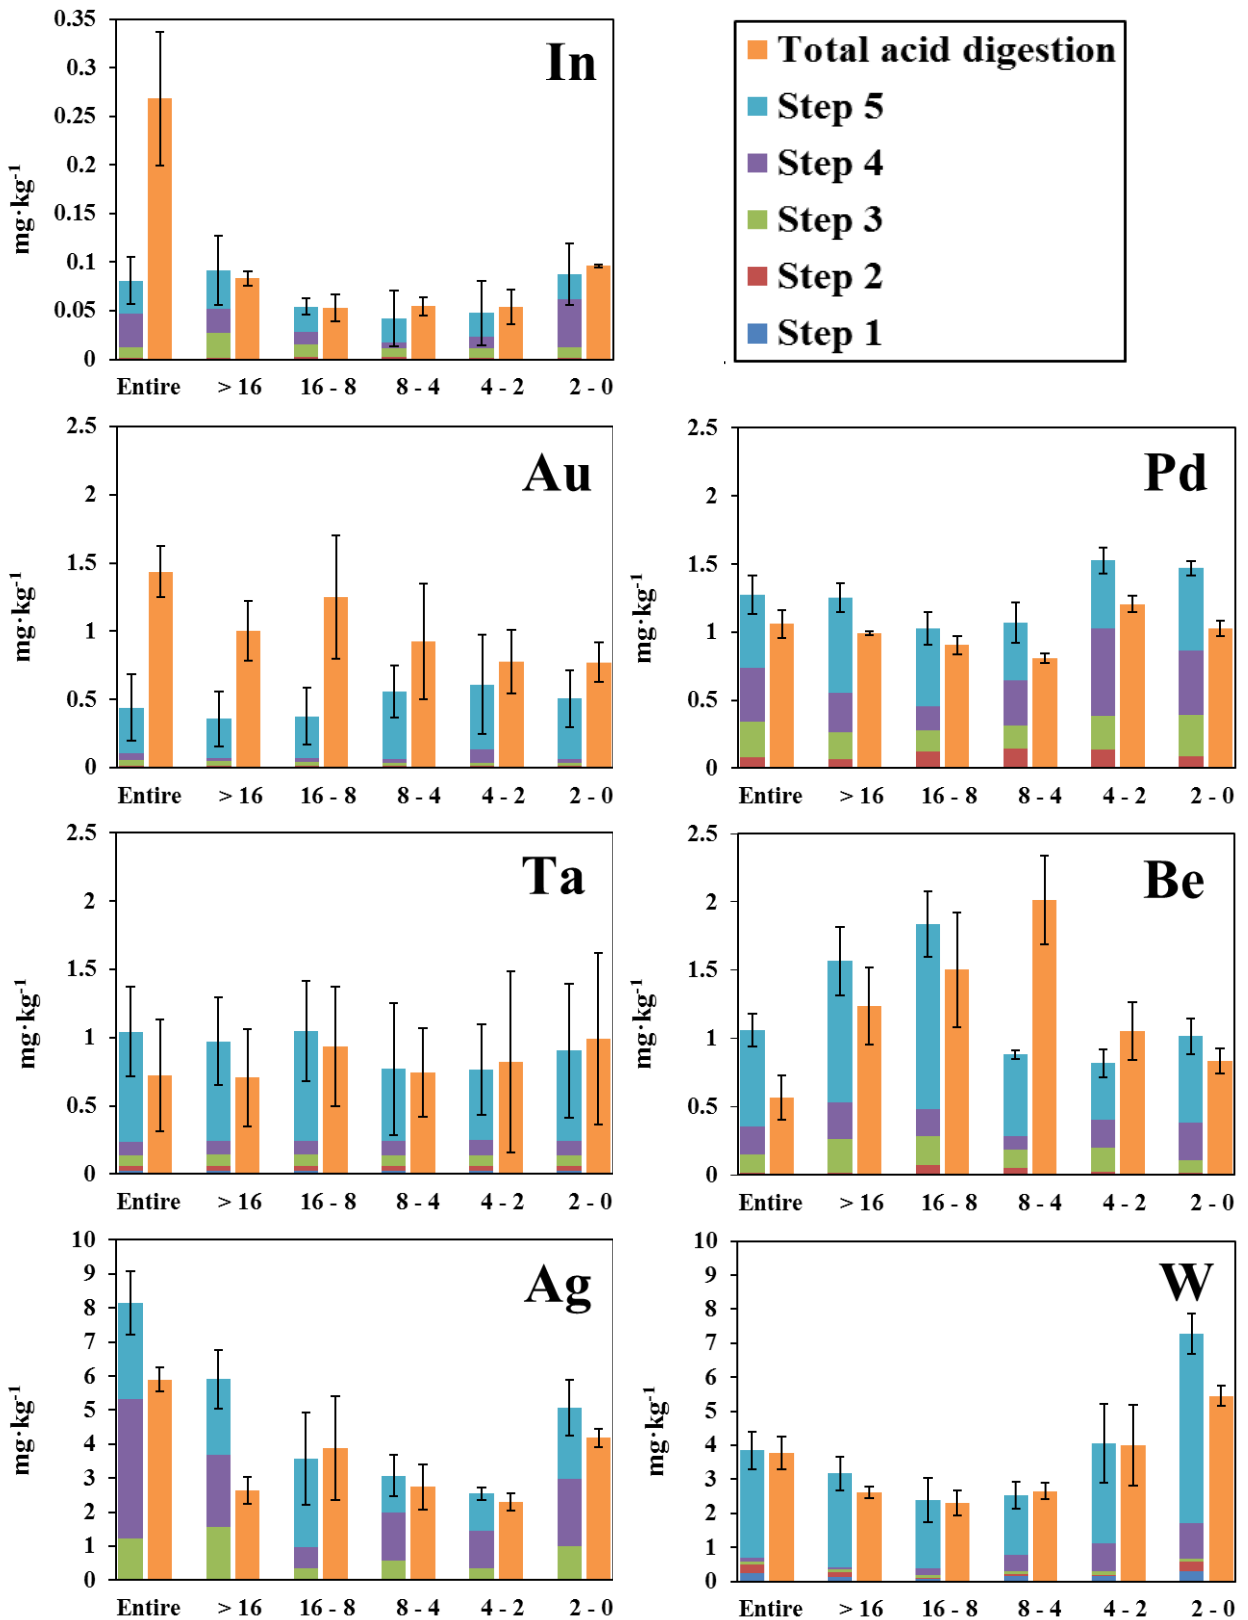 In
mg·kg-1
0.35
0.3
0.25
0.2
0.15
0.1
0.05
0
Entire > 16 16 - 8 8 - 4 4 - 2 2 - 0
Total acid digestion
Step 5
Step 4
Step 3
Step 2
Step 1
Au
mg·kg-1
2.5
2
1.5
1
0.5
0
Entire > 16 16 - 8 8 - 4 4 - 2 2 - 0
Pd
mg·kg-1
2.5
2
1.5
1
0.5
0
Entire > 16 16 - 8 8 - 4 4 - 2 2 - 0
Ta
mg·kg-1
2.5
2
1.5
1
0.5
0
Entire > 16 16 - 8 8 - 4 4 - 2 2 - 0
Be
mg·kg-1
2.5
2
1.5
1
0.5
0
Entire > 16 16 - 8 8 - 4 4 - 2 2 - 0
Ag
mg·kg-1
10
9
8
7
6
5
4
3
2
1
0
Entire > 16 16 - 8 8 - 4 4 - 2 2 - 0
W
mg·kg-1
10
9
8
7
6
5
4
3
2
1
0
Entire > 16 16 - 8 8 - 4 4 - 2 2 - 0